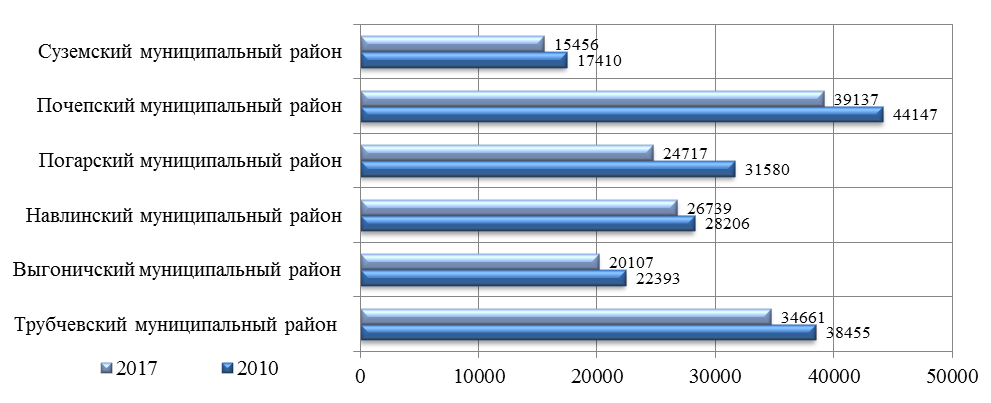 Суземский муниципальный район
15456
17410
Почепский муниципальный район
39137
44147
Погарский муниципальный район
24717
31580
Навлинский муниципальный район
26739
28206
Выгоничский муниципальный район
20107
22393
Трубчевский муниципальный район
34661
38455
2017 2010
0 10000 20000 30000 40000 50000